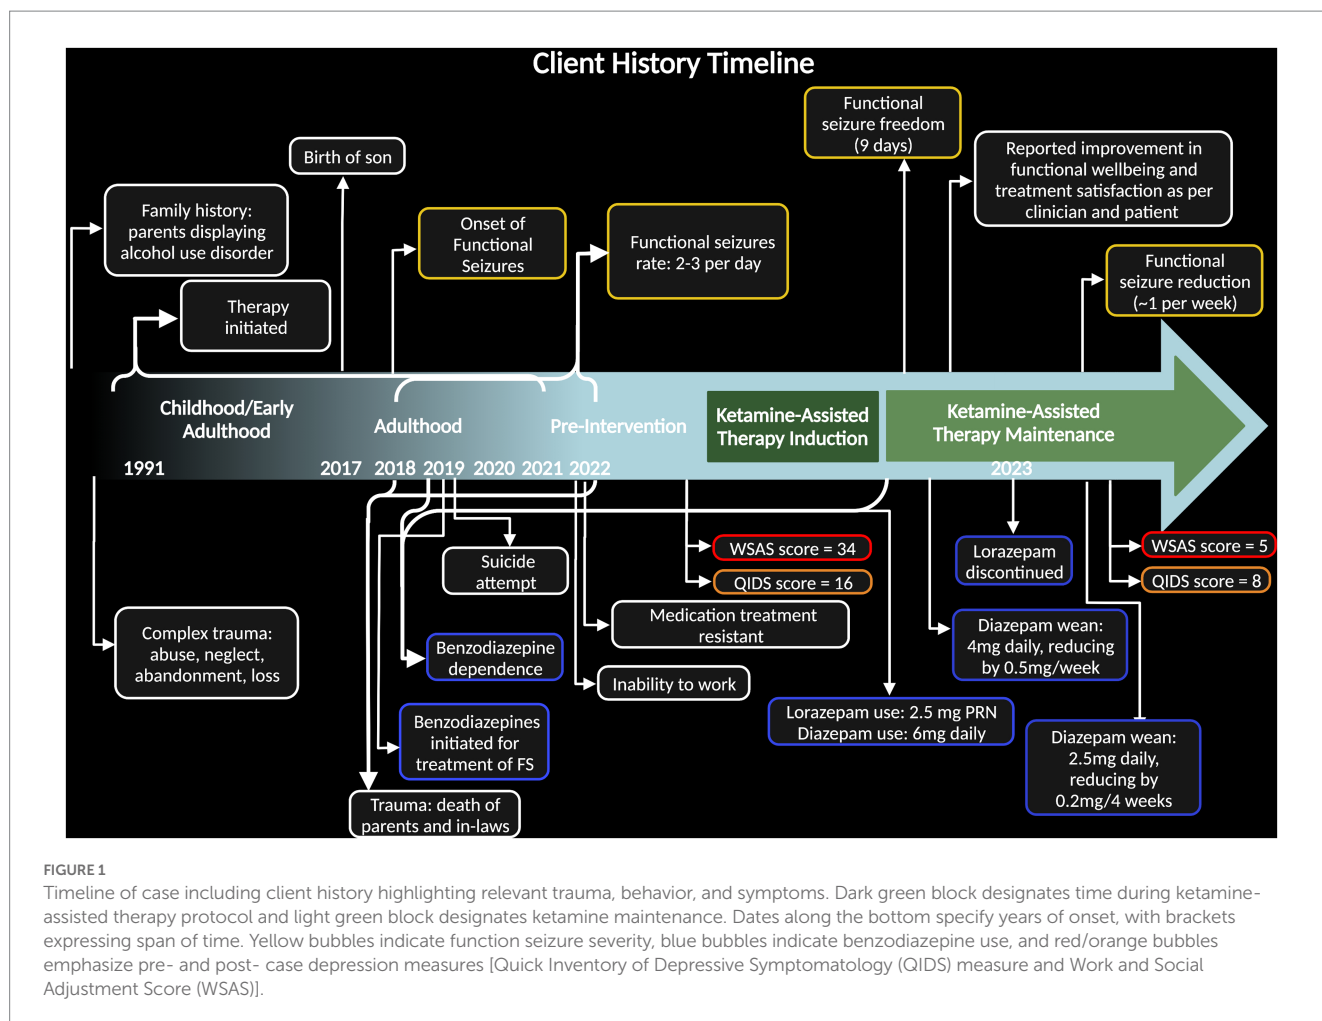 Client History Timeline
Functional
seizure freedom
(9 days)
Reported improvement in
functional wellbeing and
treatment satisfaction as per
clinician and patient
Birth of son
Family history:
parents displaying
alcohol use disorder
Onset of
Functional
Seizures
Functional seizures
rate: 2-3 per day
Functional
seizure reduction
(~1 per week)
Therapy
initiated
Childhood/Early
Adulthood
Adulthood
Pre-Intervention
Ketamine-Assisted
Therapy Induction
Ketamine-Assisted
Therapy Maintenance
1991
2017
2018
2019
2020
2021
2022
2023
Suicide
attempt
WSAS score = 34
QIDS score = 16
Lorazepam
discontinued
WSAS score = 5
QIDS score = 8
Complex trauma:
abuse, neglect,
abandonment, loss
Benzodiazepine
dependence
Medication treatment
resistant
Inability to work
Diazepam wean:
4mg daily, reducing
by 0.5mg/week
Benzodiazepines
initiated for
treatment of FS
Lorazepam use: 2.5 mg PRN
Diazepam use: 6mg daily
Diazepam wean:
2.5mg daily,
reducing by
0.2mg/4 weeks
Trauma: death of
parents and in-laws
FIGURE 1
Timeline of case including client history highlighting relevant trauma, behavior, and symptoms. Dark green block designates time during ketamine-
assisted therapy protocol and light green block designates ketamine maintenance. Dates along the bottom specify years of onset, with brackets
expressing span of time. Yellow bubbles indicate function seizure severity, blue bubbles indicate benzodiazepine use, and red/orange bubbles
emphasize pre- and post- case depression measures [Quick Inventory of Depressive Symptomatology (QIDS) measure and Work and Social
Adjustment Score (WSAS)].